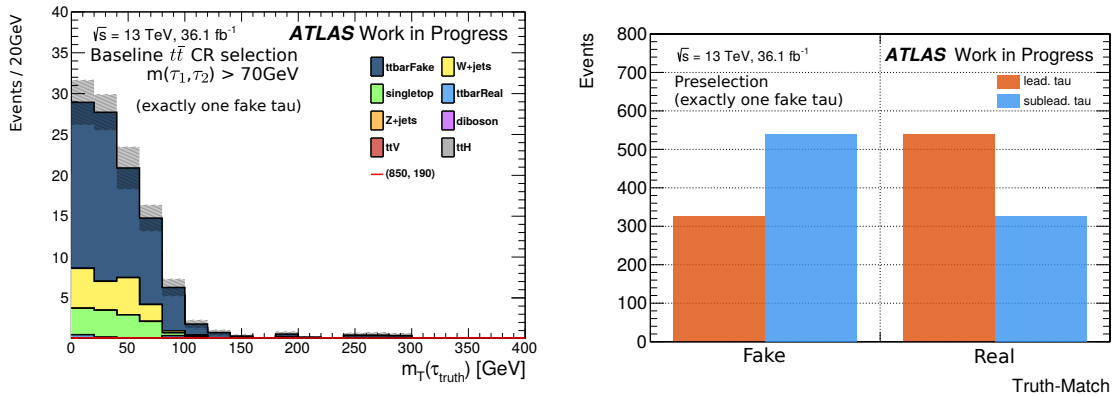 Events / 20GeV
40
35
30
25
20
15
10
5
√s = 13 TeV, 36.1 fb⁻¹
ATLAS Work in Progress
Baseline tt̄ CR selection
m(τ₁,τ₂) > 70GeV
(exactly one fake tau)
ttbarFake
W+jets
singletop
ttbarReal
Z+jets
diboson
ttV
ttH
(850, 190)
0 50 100 150 200 250 300 350 400
m_T(τ_truth) [GeV]
Events
800
700
600
500
400
300
200
100
0
√s = 13 TeV, 36.1 fb⁻¹
ATLAS Work in Progress
Preselection
(exactly one fake tau)
lead. tau
sublead. tau
Fake Real
Truth-Match